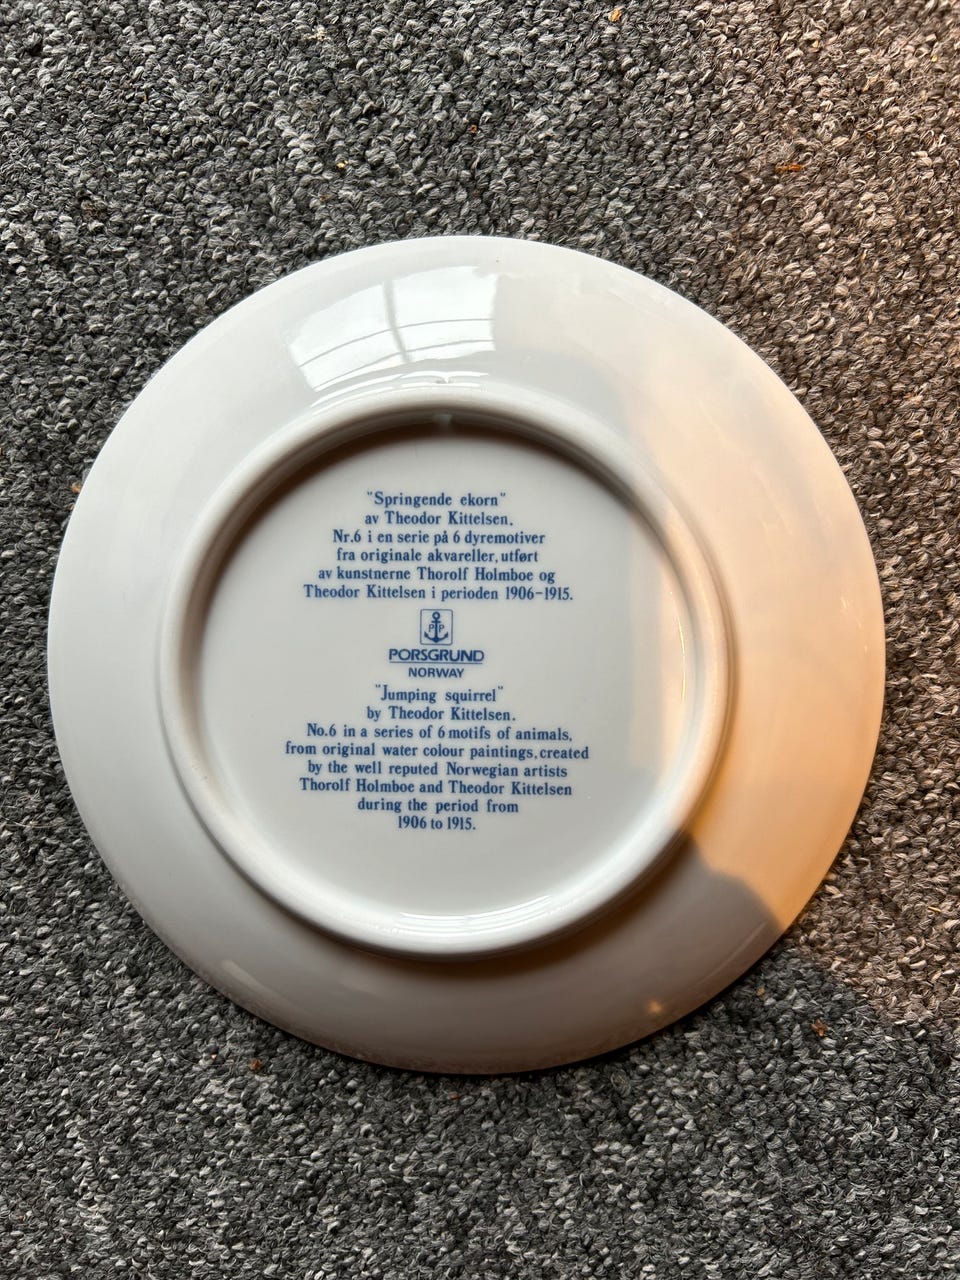 "Springende ekorn"
av Theodor Kittelsen.
Nr.6 i en serie på 6 dyremotiver
fra originale akvareller, utført
av kunstnerne Thorolf Holmboe og
Theodor Kittelsen i perioden 1906-1915.
PP
PORSGRUND
NORWAY
"Jumping squirrel"
by Theodor Kittelsen.
No.6 in a series of 6 motifs of animals,
from original water colour paintings, created
by the well reputed Norwegian artists
Thorolf Holmboe and Theodor Kittelsen
during the period from
1906 to 1915.